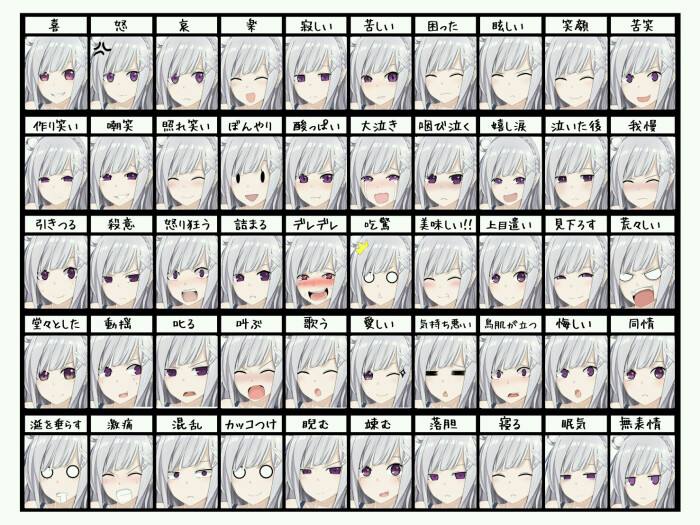 喜 怒 哀 楽 寂しい 苦しい 困った 眩しい 笑顔 苦笑
作り笑い 嘲笑 照れ笑い ぼんやり 酸っぱい 大泣き 咽び泣く 嬉し涙 泣いた後 我慢
引きつる 殺意 怒り狂う 詰まる デレデレ 吃驚 美味しい!! 上目遣い 見下ろす 荒々しい
堂々とした 動揺 叱る 叫ぶ 歌う 愛しい 気持ち悪い 鳥肌が立つ 悔しい 同情
涎を垂らす 激痛 混乱 カッコつけ 睨む 竦む 落胆 寝る 眠気 無表情